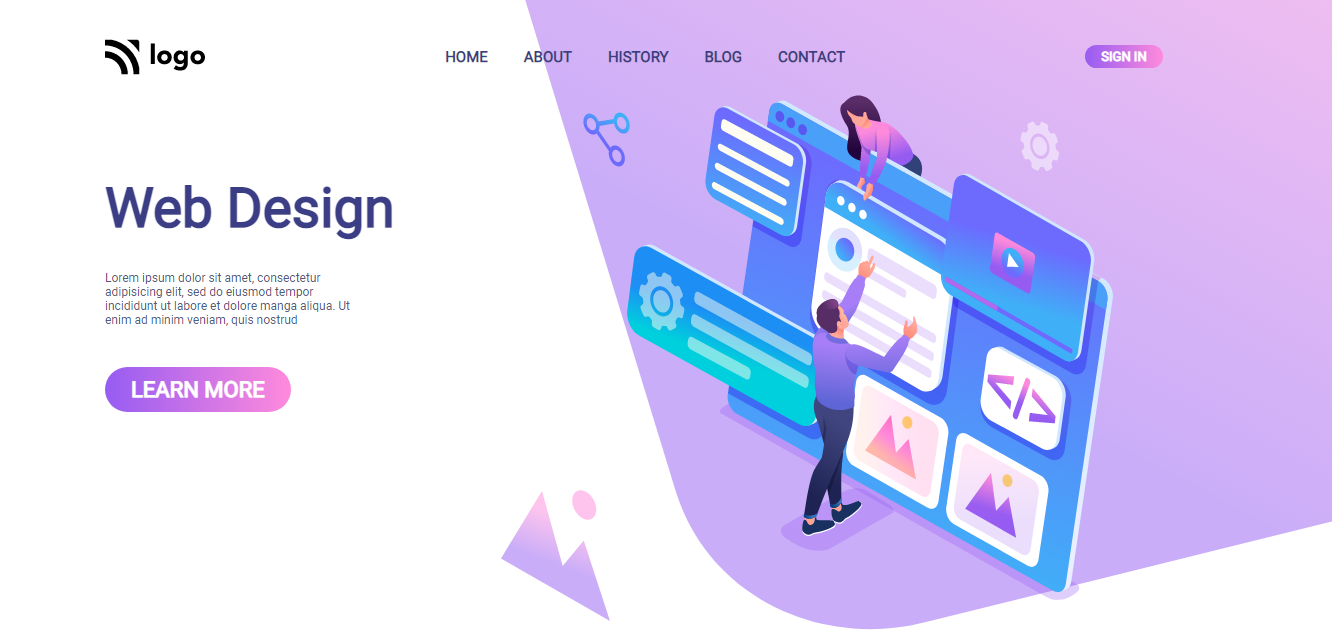 logo
HOME ABOUT HISTORY BLOG CONTACT
SIGN IN
Web Design
Lorem ipsum dolor sit amet, consectetur
adipisicing elit, sed do eiusmod tempor
incididunt ut labore et dolore manga aliqua. Ut
enim ad minim veniam, quis nostrud
LEARN MORE
</>